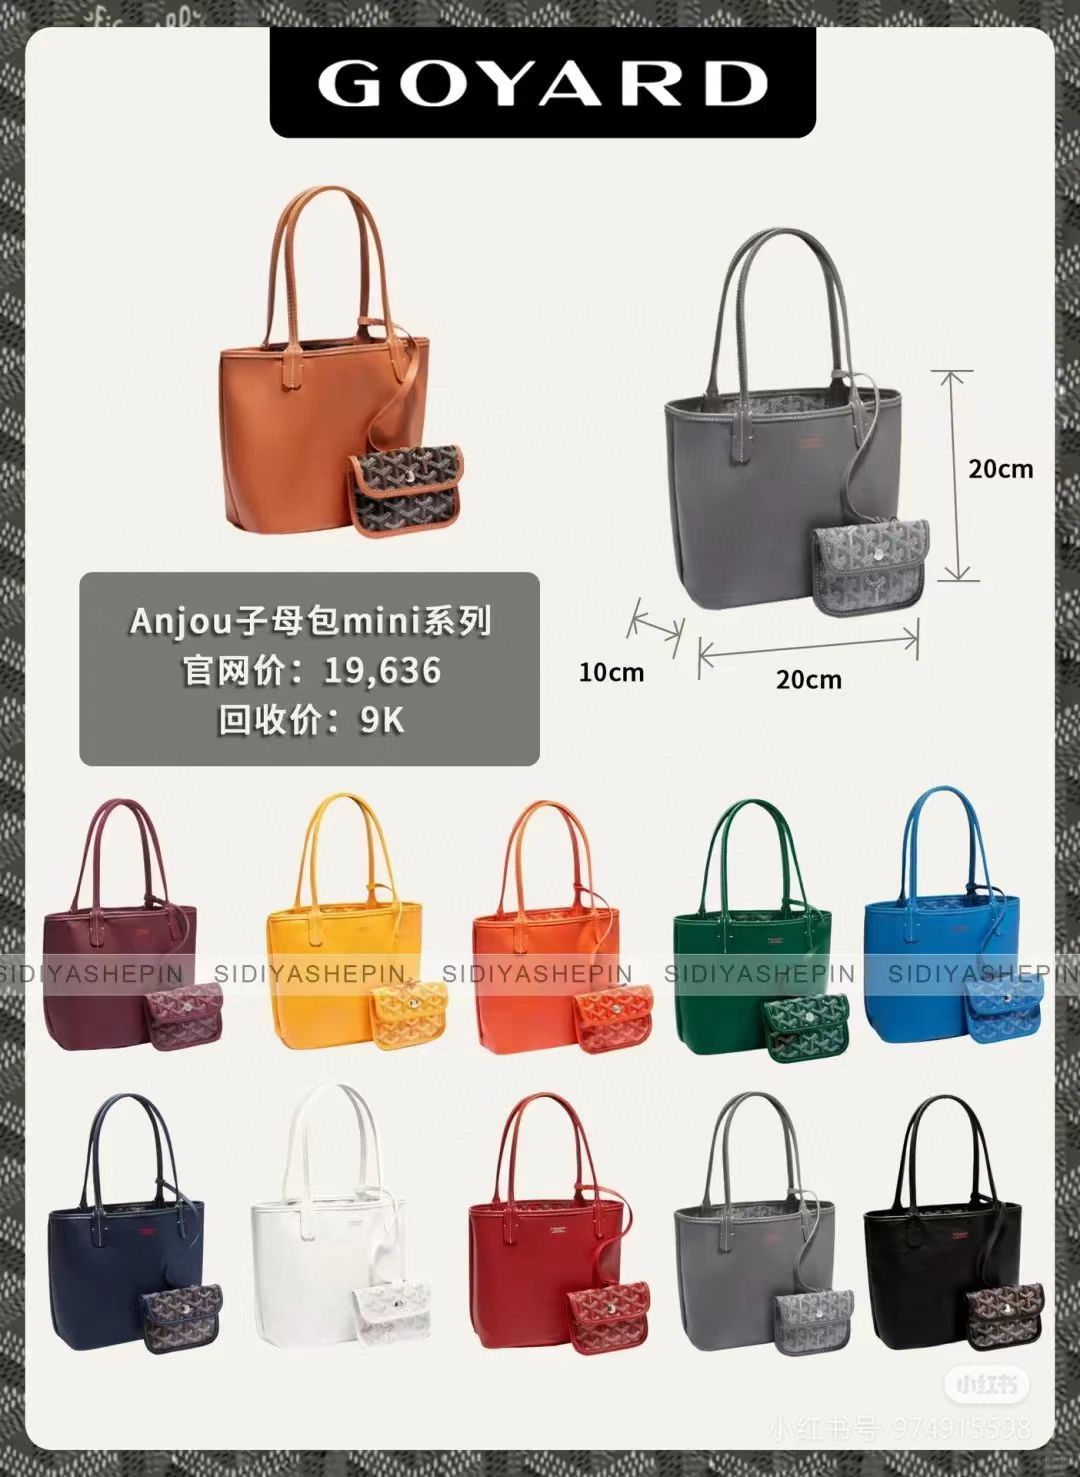 GOYARD
20cm
10cm
20cm
Anjou子母包mini系列
官网价：19,636
回收价：9K
SIDIYASHEPIN SIDIYASHEPIN SIDIYASHEPIN SIDIYASHEPIN SIDIYASHEPIN
小红书
小红书号: 974915598